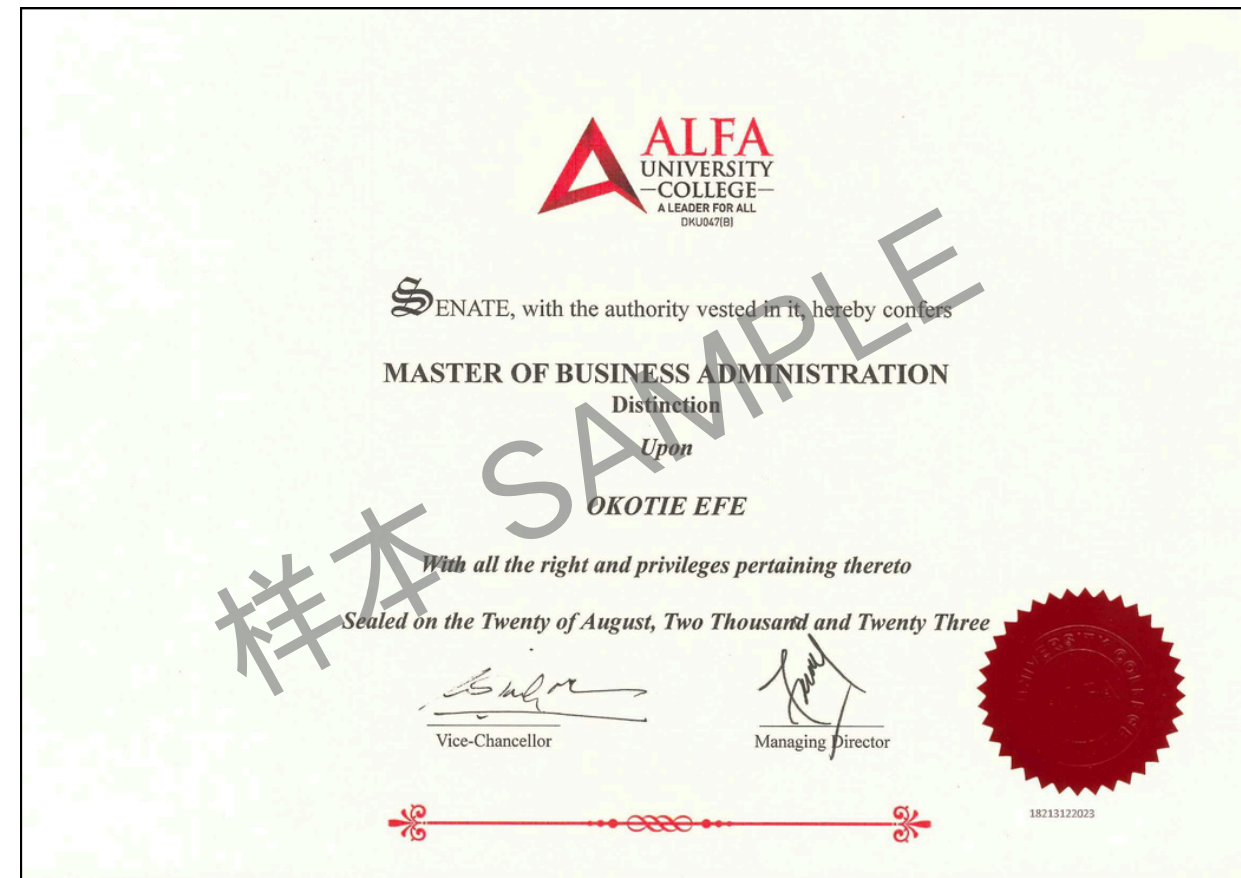 ALFA
UNIVERSITY
COLLEGE
A LEADER FOR ALL
DKU047(B)
SENATE, with the authority vested in it, hereby confers
MASTER OF BUSINESS ADMINISTRATION
Distinction
Upon
OKOTIE EFE
With all the right and privileges pertaining thereto
Sealed on the Twenty of August, Two Thousand and Twenty Three
Vice-Chancellor
Managing Director
UNIVERSITY COLLEGE
18213122023
样本 SAMPLE